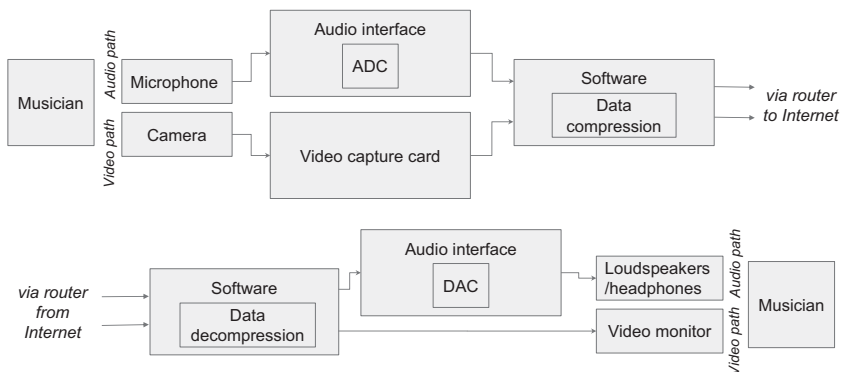 Musician
Audio path
Video path
Microphone
Camera
Audio interface
ADC
Video capture card
Software
Data
compression
via router
to Internet
via router
from
Internet
Software
Data
decompression
Audio interface
DAC
Loudspeakers
/headphones
Video monitor
Audio path
Video path
Musician